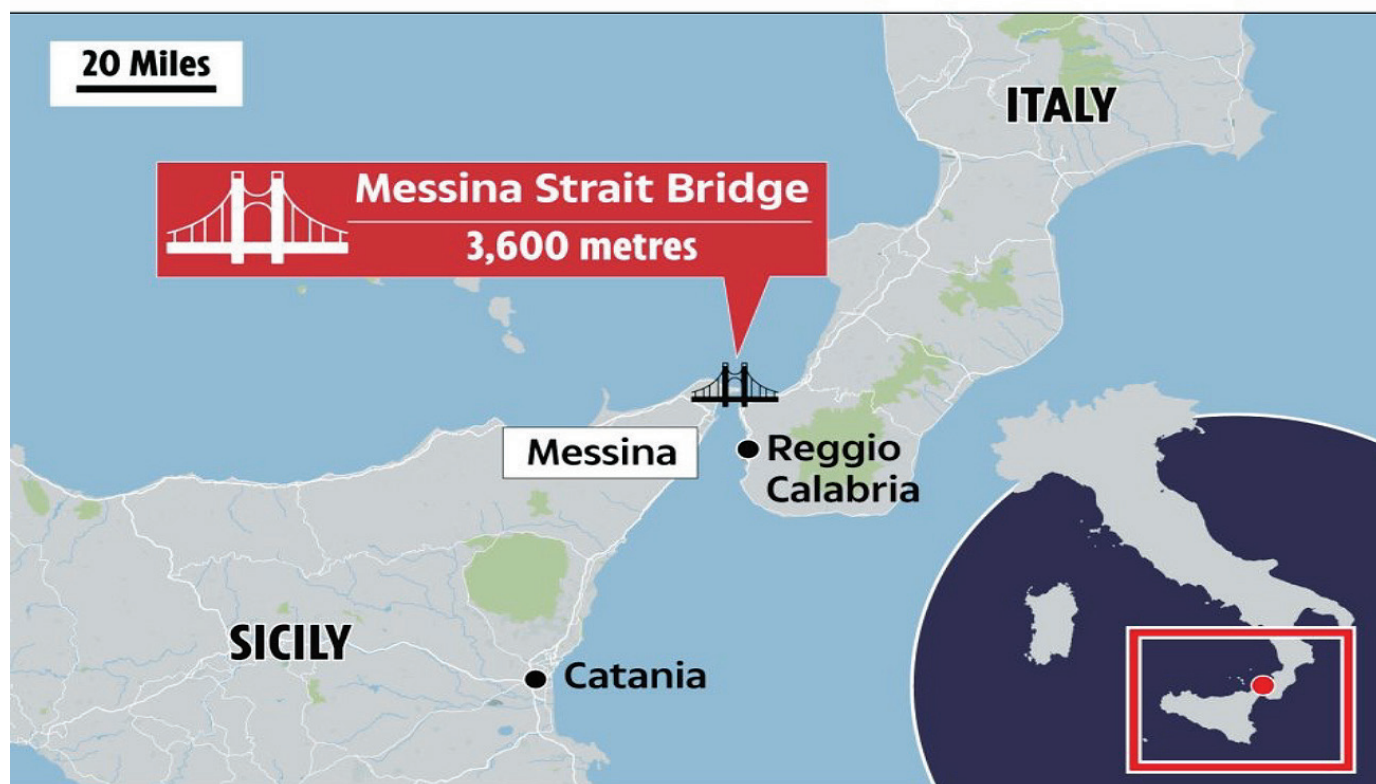 20 Miles
ITALY
Messina Strait Bridge
3,600 metres
Messina
Reggio
Calabria
SICILY
Catania